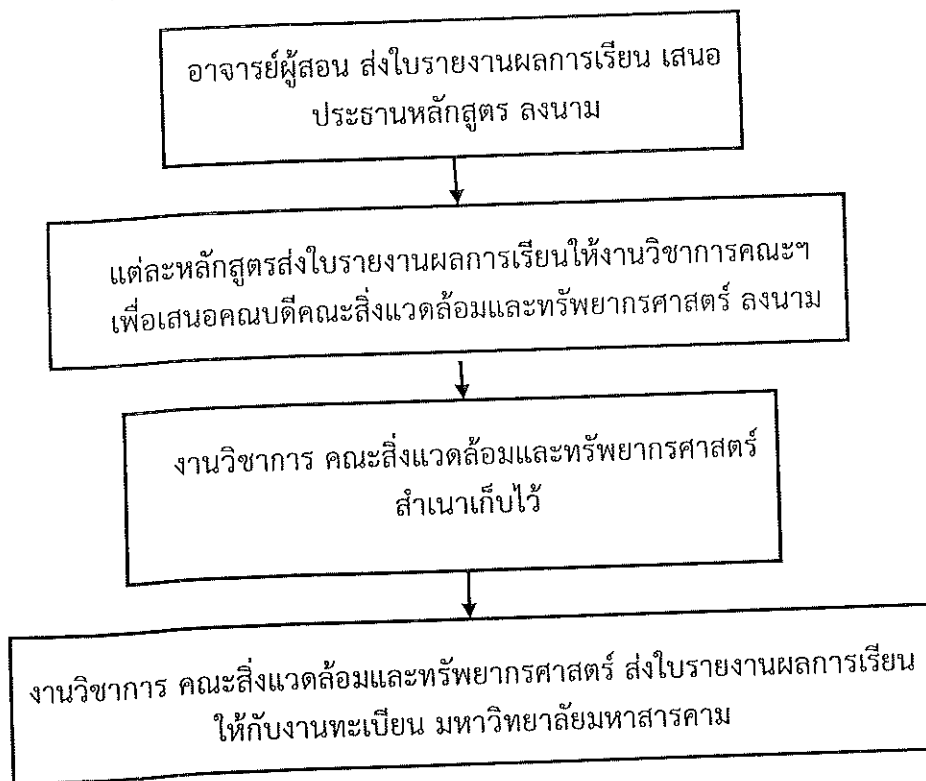 อาจารย์ผู้สอน ส่งใบรายงานผลการเรียน เสนอ
ประธานหลักสูตร ลงนาม
แต่ละหลักสูตรส่งใบรายงานผลการเรียนให้งานวิชาการคณะฯ
เพื่อเสนอคณบดีคณะสิ่งแวดล้อมและทรัพยากรศาสตร์ ลงนาม
งานวิชาการ คณะสิ่งแวดล้อมและทรัพยากรศาสตร์
สำเนาเก็บไว้
งานวิชาการ คณะสิ่งแวดล้อมและทรัพยากรศาสตร์ ส่งใบรายงานผลการเรียน
ให้กับงานทะเบียน มหาวิทยาลัยมหาสารคาม